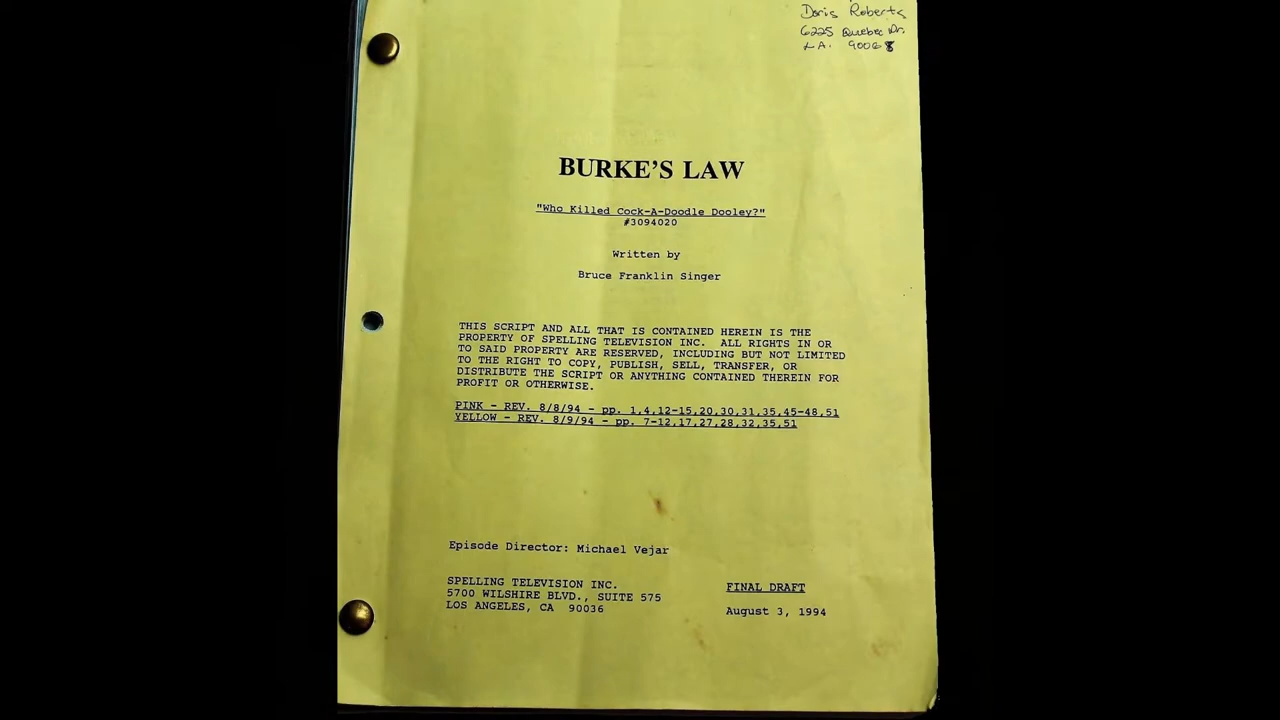 Doris Roberts
6225 Quebec Dr.
LA. 90068
BURKE'S LAW
"Who Killed Cock-A-Doodle Dooley?"
#3094020
Written by
Bruce Franklin Singer
THIS SCRIPT AND ALL THAT IS CONTAINED HEREIN IS THE
PROPERTY OF SPELLING TELEVISION INC. ALL RIGHTS IN OR
TO SAID PROPERTY ARE RESERVED, INCLUDING BUT NOT LIMITED
TO THE RIGHT TO COPY, PUBLISH, SELL, TRANSFER, OR
DISTRIBUTE THE SCRIPT OR ANYTHING CONTAINED THEREIN FOR
PROFIT OR OTHERWISE.
PINK - REV. 8/8/94 - pp. 1,4,12-15,20,30,31,35,45-48,51
YELLOW - REV. 8/9/94 - pp. 7-12,17,27,28,32,35,51
Episode Director: Michael Vejar
SPELLING TELEVISION INC.
5700 WILSHIRE BLVD., SUITE 575
LOS ANGELES, CA 90036
FINAL DRAFT
August 3, 1994